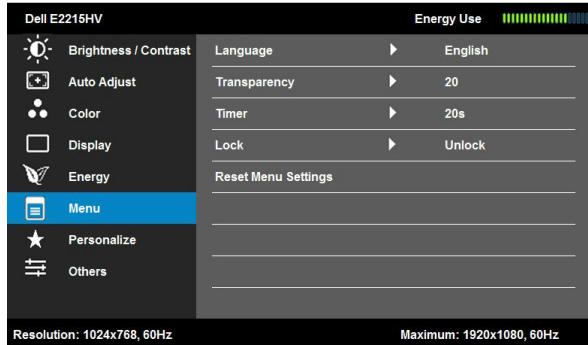 Dell E2215HV Energy Use
Brightness / Contrast Language English
Auto Adjust Transparency 20
Color Timer 20s
Display Lock Unlock
Energy Reset Menu Settings
Menu
Personalize
Others
Resolution: 1024x768, 60Hz Maximum: 1920x1080, 60Hz